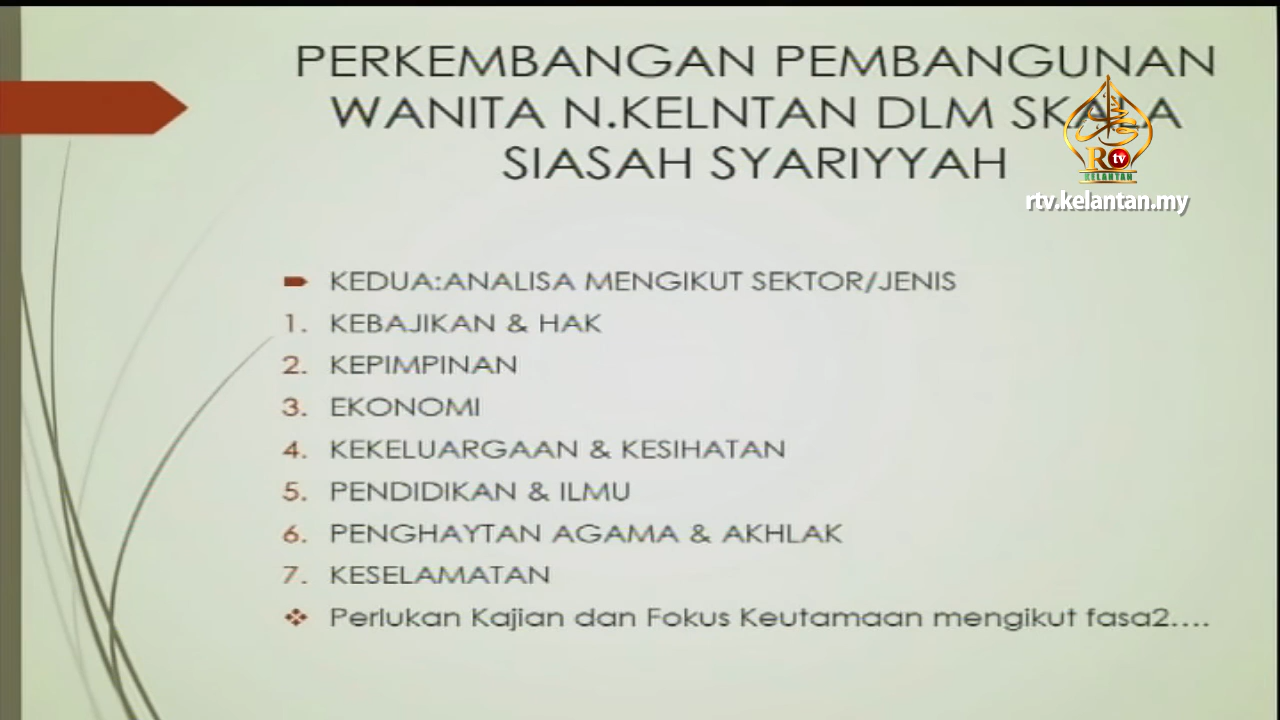 PERKEMBANGAN PEMBANGUNAN
WANITA N.KELNTAN DLM SKALA
SIASAH SYARIYYAH
R tv
KELANTAN
rtv.kelantan.my
KEDUA:ANALISA MENGIKUT SEKTOR/JENIS
1. KEBAJIKAN & HAK
2. KEPIMPINAN
3. EKONOMI
4. KEKELUARGAAN & KESIHATAN
5. PENDIDIKAN & ILMU
6. PENGHAYTAN AGAMA & AKHLAK
7. KESELAMATAN
Perlukan Kajian dan Fokus Keutamaan mengikut fasa2....